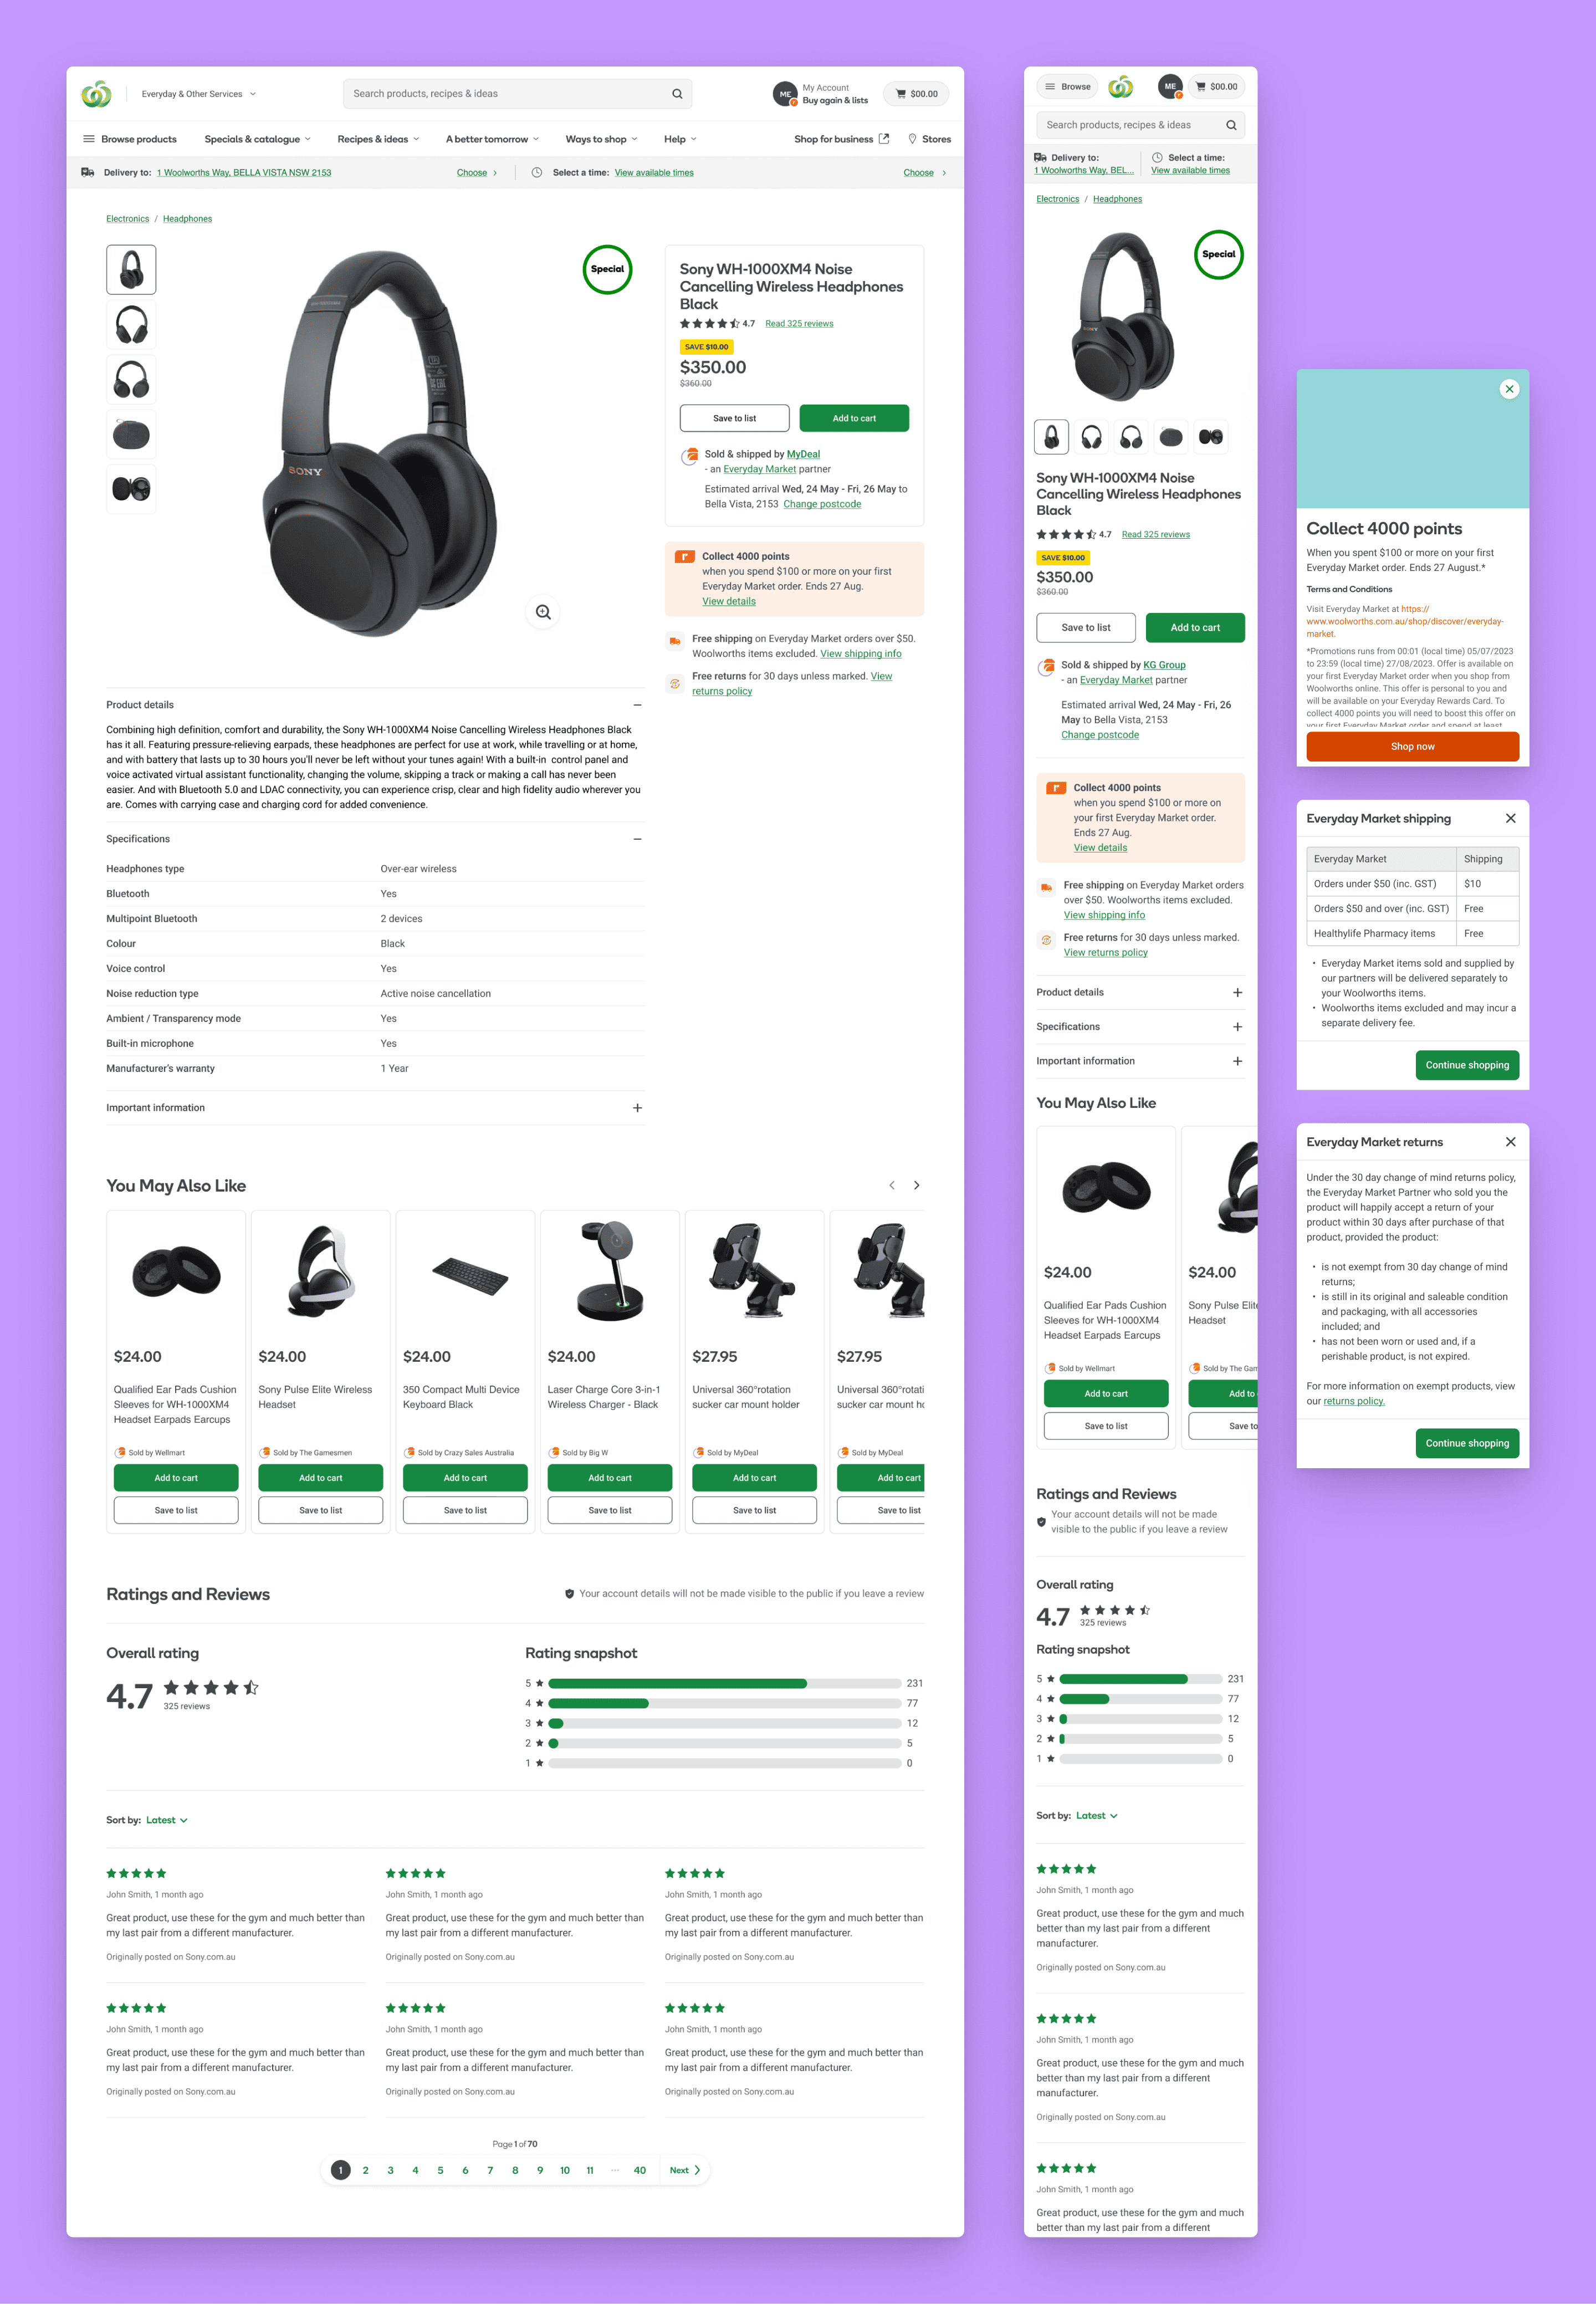 Everyday & Other Services
Search products, recipes & ideas
ME
My Account
Buy again & lists
$00.00
Browse products
Specials & catalogue
Recipes & ideas
A better tomorrow
Ways to shop
Help
Shop for business
Stores
Delivery to: 1 Woolworths Way, BELLA VISTA NSW 2153
Choose
Select a time: View available times
Choose
Electronics / Headphones
SONY
Special
Sony WH-1000XM4 Noise
Cancelling Wireless Headphones
Black
4.7 Read 325 reviews
SAVE $10.00
$350.00
$360.00
Save to list
Add to cart
Sold & shipped by MyDeal
- an Everyday Market partner
Estimated arrival Wed, 24 May - Fri, 26 May to
Bella Vista, 2153 Change postcode
Collect 4000 points
when you spend $100 or more on your first
Everyday Market order. Ends 27 Aug.
View details
Free shipping on Everyday Market orders over $50.
Woolworths items excluded. View shipping info
Free returns for 30 days unless marked. View
returns policy
Product details
Combining high definition, comfort and durability, the Sony WH-1000XM4 Noise Cancelling Wireless Headphones Black
has it all. Featuring pressure-relieving earpads, these headphones are perfect for use at work, while travelling or at home,
and with battery that lasts up to 30 hours you'll never be left without your tunes again! With a built-in control panel and
voice activated virtual assistant functionality, changing the volume, skipping a track or making a call has never been
easier. And with Bluetooth 5.0 and LDAC connectivity, you can experience crisp, clear and high fidelity audio wherever you
are. Comes with carrying case and charging cord for added convenience.
Specifications
Headphones type Over-ear wireless
Bluetooth Yes
Multipoint Bluetooth 2 devices
Colour Black
Voice control Yes
Noise reduction type Active noise cancellation
Ambient / Transparency mode Yes
Built-in microphone Yes
Manufacturer's warranty 1 Year
Important information
You May Also Like
$24.00
Qualified Ear Pads Cushion
Sleeves for WH-1000XM4
Headset Earpads Earcups
Sold by Wellmart
Add to cart
Save to list
$24.00
Sony Pulse Elite Wireless
Headset
Sold by The Gamesmen
Add to cart
Save to list
$24.00
350 Compact Multi Device
Keyboard Black
Sold by Crazy Sales Australia
Add to cart
Save to list
$24.00
Laser Charge Core 3-in-1
Wireless Charger - Black
Sold by Big W
Add to cart
Save to list
$27.95
Universal 360°rotation
sucker car mount holder
Sold by MyDeal
Add to cart
Save to list
$27.95
Universal 360°rotati
sucker car mount ho
Sold by MyDeal
Add to cart
Save to list
Ratings and Reviews
Your account details will not be made visible to the public if you leave a review
Overall rating
4.7
325 reviews
Rating snapshot
5 231
4 77
3 12
2 5
1 0
Sort by: Latest
John Smith, 1 month ago
Great product, use these for the gym and much better than
my last pair from a different manufacturer.
Originally posted on Sony.com.au
John Smith, 1 month ago
Great product, use these for the gym and much better than
my last pair from a different manufacturer.
Originally posted on Sony.com.au
John Smith, 1 month ago
Great product, use these for the gym and much better than
my last pair from a different manufacturer.
Originally posted on Sony.com.au
John Smith, 1 month ago
Great product, use these for the gym and much better than
my last pair from a different manufacturer.
Originally posted on Sony.com.au
John Smith, 1 month ago
Great product, use these for the gym and much better than
my last pair from a different manufacturer.
Originally posted on Sony.com.au
John Smith, 1 month ago
Great product, use these for the gym and much better than
my last pair from a different manufacturer.
Originally posted on Sony.com.au
Page 1 of 70
1 2 3 4 5 6 7 8 9 10 11 ... 40 Next
Browse
ME
$00.00
Search products, recipes & ideas
Delivery to:
1 Woolworths Way, BEL...
Select a time:
View available times
Electronics / Headphones
SONY
Special
Sony WH-1000XM4 Noise
Cancelling Wireless Headphones
Black
4.7 Read 325 reviews
SAVE $10.00
$350.00
$360.00
Save to list
Add to cart
Sold & shipped by KG Group
- an Everyday Market partner
Estimated arrival Wed, 24 May - Fri, 26
May to Bella Vista, 2153
Change postcode
Collect 4000 points
when you spend $100 or more on
your first Everyday Market order.
Ends 27 Aug.
View details
Free shipping on Everyday Market orders
over $50. Woolworths items excluded.
View shipping info
Free returns for 30 days unless marked.
View returns policy
Product details
Specifications
Important information
You May Also Like
$24.00
Qualified Ear Pads Cushion
Sleeves for WH-1000XM4
Headset Earpads Earcups
Sold by Wellmart
Add to cart
Save to list
$24.00
Sony Pulse Elite
Headset
Sold by The Gam
Add to
Save to
Ratings and Reviews
Your account details will not be made
visible to the public if you leave a review
Overall rating
4.7
325 reviews
Rating snapshot
5 231
4 77
3 12
2 5
1 0
Sort by: Latest
John Smith, 1 month ago
Great product, use these for the gym and much
better than my last pair from a different
manufacturer.
Originally posted on Sony.com.au
John Smith, 1 month ago
Great product, use these for the gym and much
better than my last pair from a different
manufacturer.
Originally posted on Sony.com.au
John Smith, 1 month ago
Great product, use these for the gym and much
better than my last pair from a different
Collect 4000 points
When you spent $100 or more on your first
Everyday Market order. Ends 27 August.*
Terms and Conditions
Visit Everyday Market at https://
www.woolworths.com.au/shop/discover/everyday-
market.
*Promotions runs from 00:01 (local time) 05/07/2023
to 23:59 (local time) 27/08/2023. Offer is available on
your first Everyday Market order when you shop from
Woolworths online. This offer is personal to you and
will be available on your Everyday Rewards Card. To
collect 4000 points you will need to boost this offer on
your first Everyday Market order and spend at least
Shop now
Everyday Market shipping
Everyday Market Shipping
Orders under $50 (inc. GST) $10
Orders $50 and over (inc. GST) Free
Healthylife Pharmacy items Free
• Everyday Market items sold and supplied by
our partners will be delivered separately to
your Woolworths items.
• Woolworths items excluded and may incur a
separate delivery fee.
Continue shopping
Everyday Market returns
Under the 30 day change of mind returns policy,
the Everyday Market Partner who sold you the
product will happily accept a return of your
product within 30 days after purchase of that
product, provided the product:
• is not exempt from 30 day change of mind
returns;
• is still in its original and saleable condition
and packaging, with all accessories
included; and
• has not been worn or used and, if a
perishable product, is not expired.
For more information on exempt products, view
our returns policy.
Continue shopping